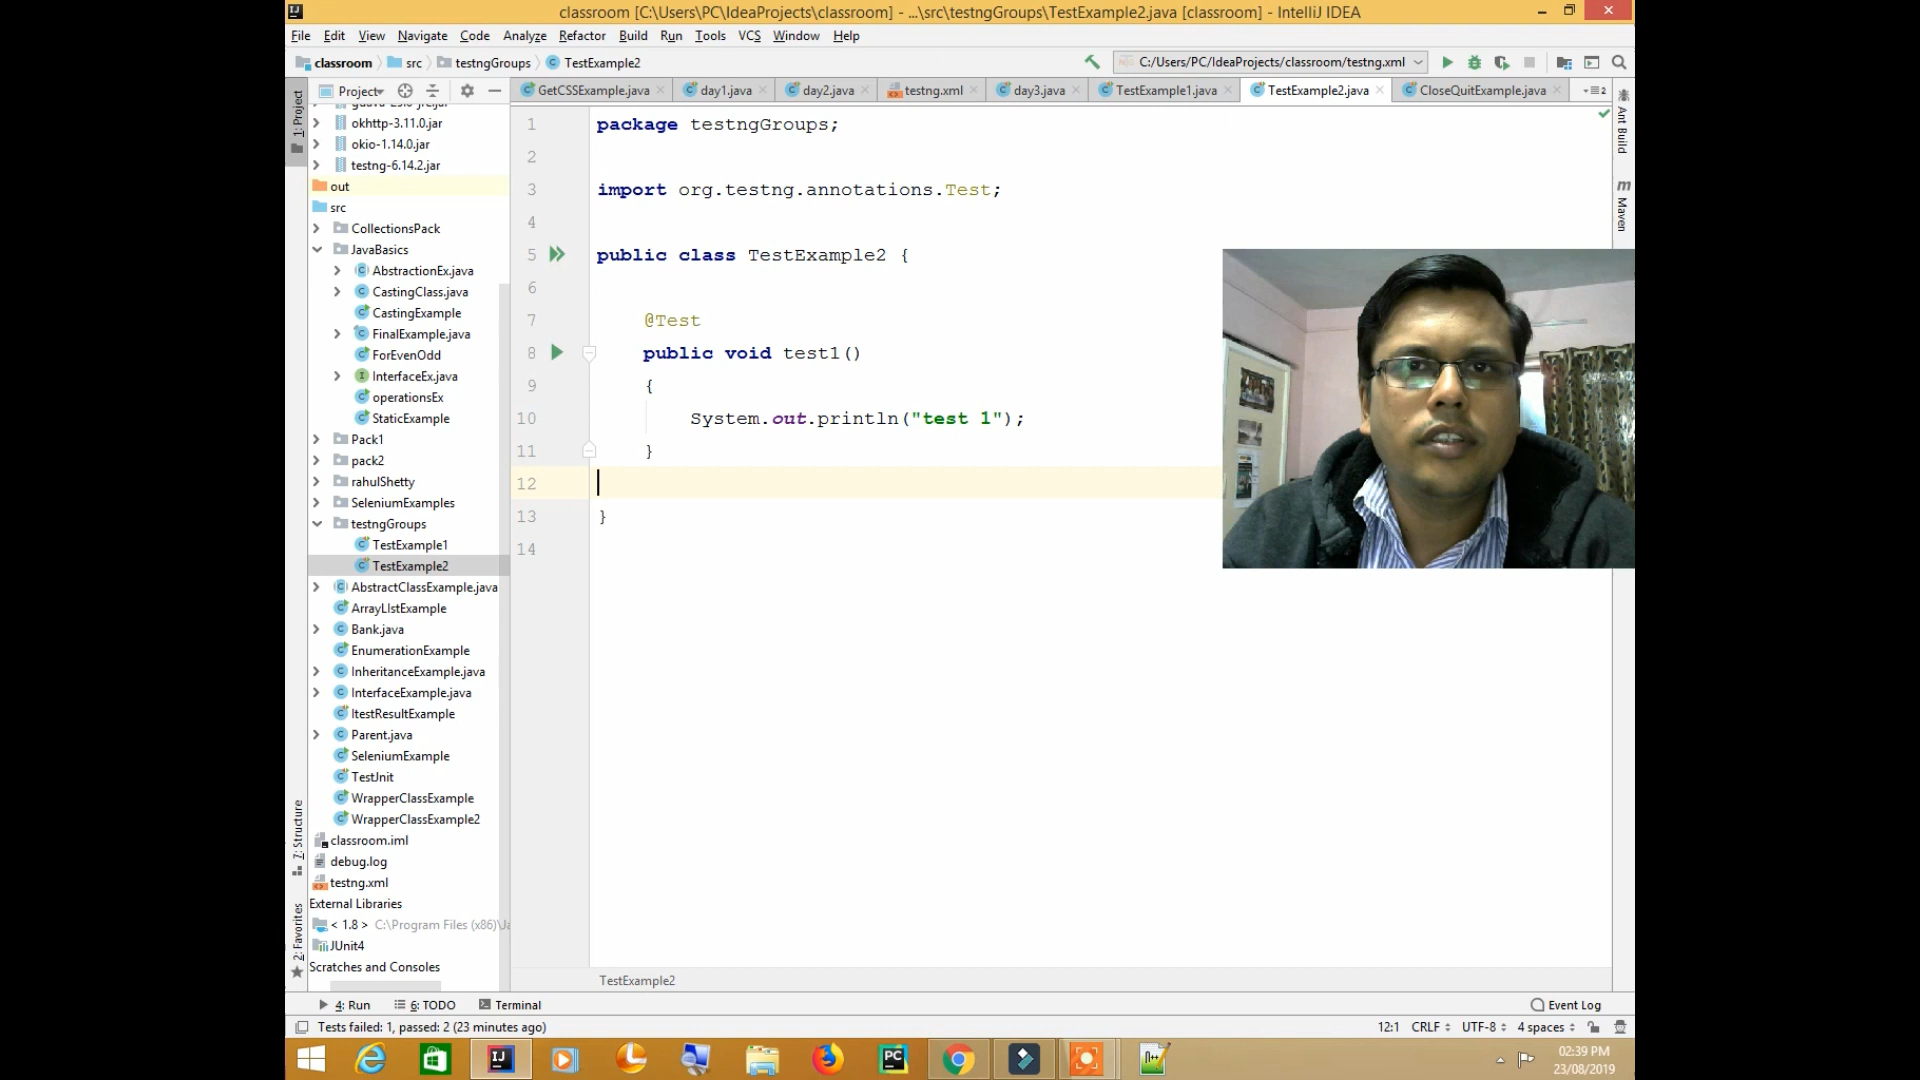 classroom [C:\Users\PC\IdeaProjects\classroom] - ...\src\testngGroups\TestExample2.java [classroom] - IntelliJ IDEA
File Edit View Navigate Code Analyze Refactor Build Run Tools VCS Window Help
classroom src testngGroups TestExample2 C:/Users/PC/IdeaProjects/classroom/testng.xml
Project GetCSSExample.java day1.java day2.java testng.xml day3.java TestExample1.java TestExample2.java CloseQuitExample.java
1: Project
okhttp-3.11.0.jar
okio-1.14.0.jar
testng-6.14.2.jar
out
src
CollectionsPack
JavaBasics
AbstractionEx.java
CastingClass.java
CastingExample
FinalExample.java
ForEvenOdd
InterfaceEx.java
operationsEx
StaticExample
Pack1
pack2
rahulShetty
SeleniumExamples
testngGroups
TestExample1
TestExample2
AbstractClassExample.java
ArrayLIstExample
Bank.java
EnumerationExample
InheritanceExample.java
InterfaceExample.java
ItestResultExample
Parent.java
SeleniumExample
TestJnit
WrapperClassExample
WrapperClassExample2
classroom.iml
debug.log
testng.xml
External Libraries
< 1.8 > C:\Program Files (x86)\Ja
JUnit4
Scratches and Consoles
7: Structure
2: Favorites
1 package testngGroups;
2
3 import org.testng.annotations.Test;
4
5 public class TestExample2 {
6
7 @Test
8 public void test1()
9 {
10 System.out.println("test 1");
11 }
12
13 }
14
Ant Build
Maven
TestExample2
4: Run 6: TODO Terminal Event Log
Tests failed: 1, passed: 2 (23 minutes ago) 12:1 CRLF UTF-8 4 spaces
02:39 PM
23/08/2019